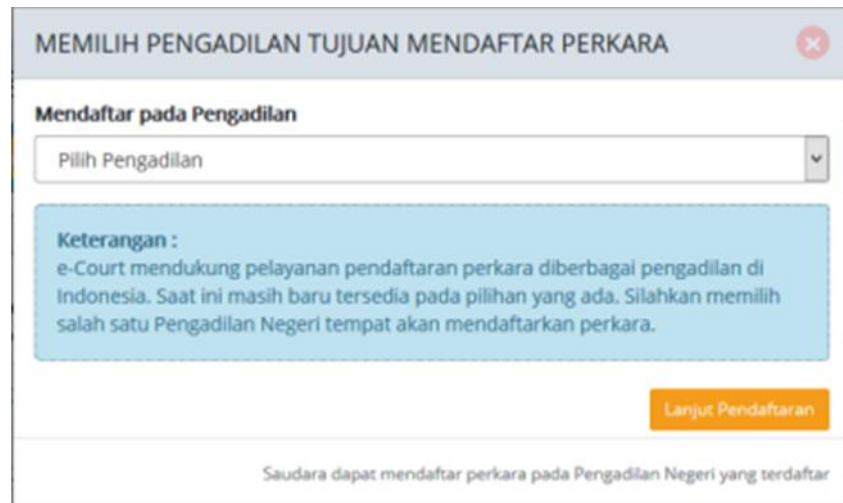 MEMILIH PENGADILAN TUJUAN MENDAFTAR PERKARA
Mendaftar pada Pengadilan
Pilih Pengadilan
Keterangan :
e-Court mendukung pelayanan pendaftaran perkara diberbagai pengadilan di
Indonesia. Saat ini masih baru tersedia pada pilihan yang ada. Silahkan memilih
salah satu Pengadilan Negeri tempat akan mendaftarkan perkara.
Lanjut Pendaftaran
Saudara dapat mendaftar perkara pada Pengadilan Negeri yang terdaftar